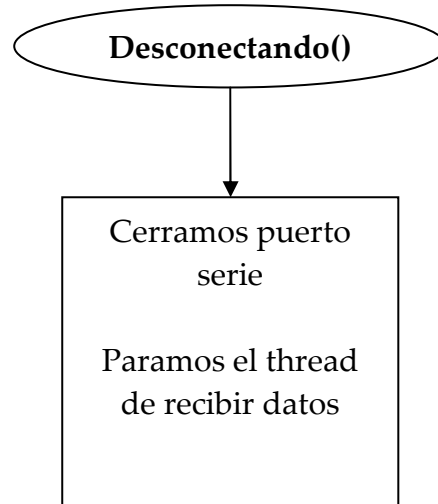 Desconectando()
Cerramos puerto
serie
Paramos el thread
de recibir datos